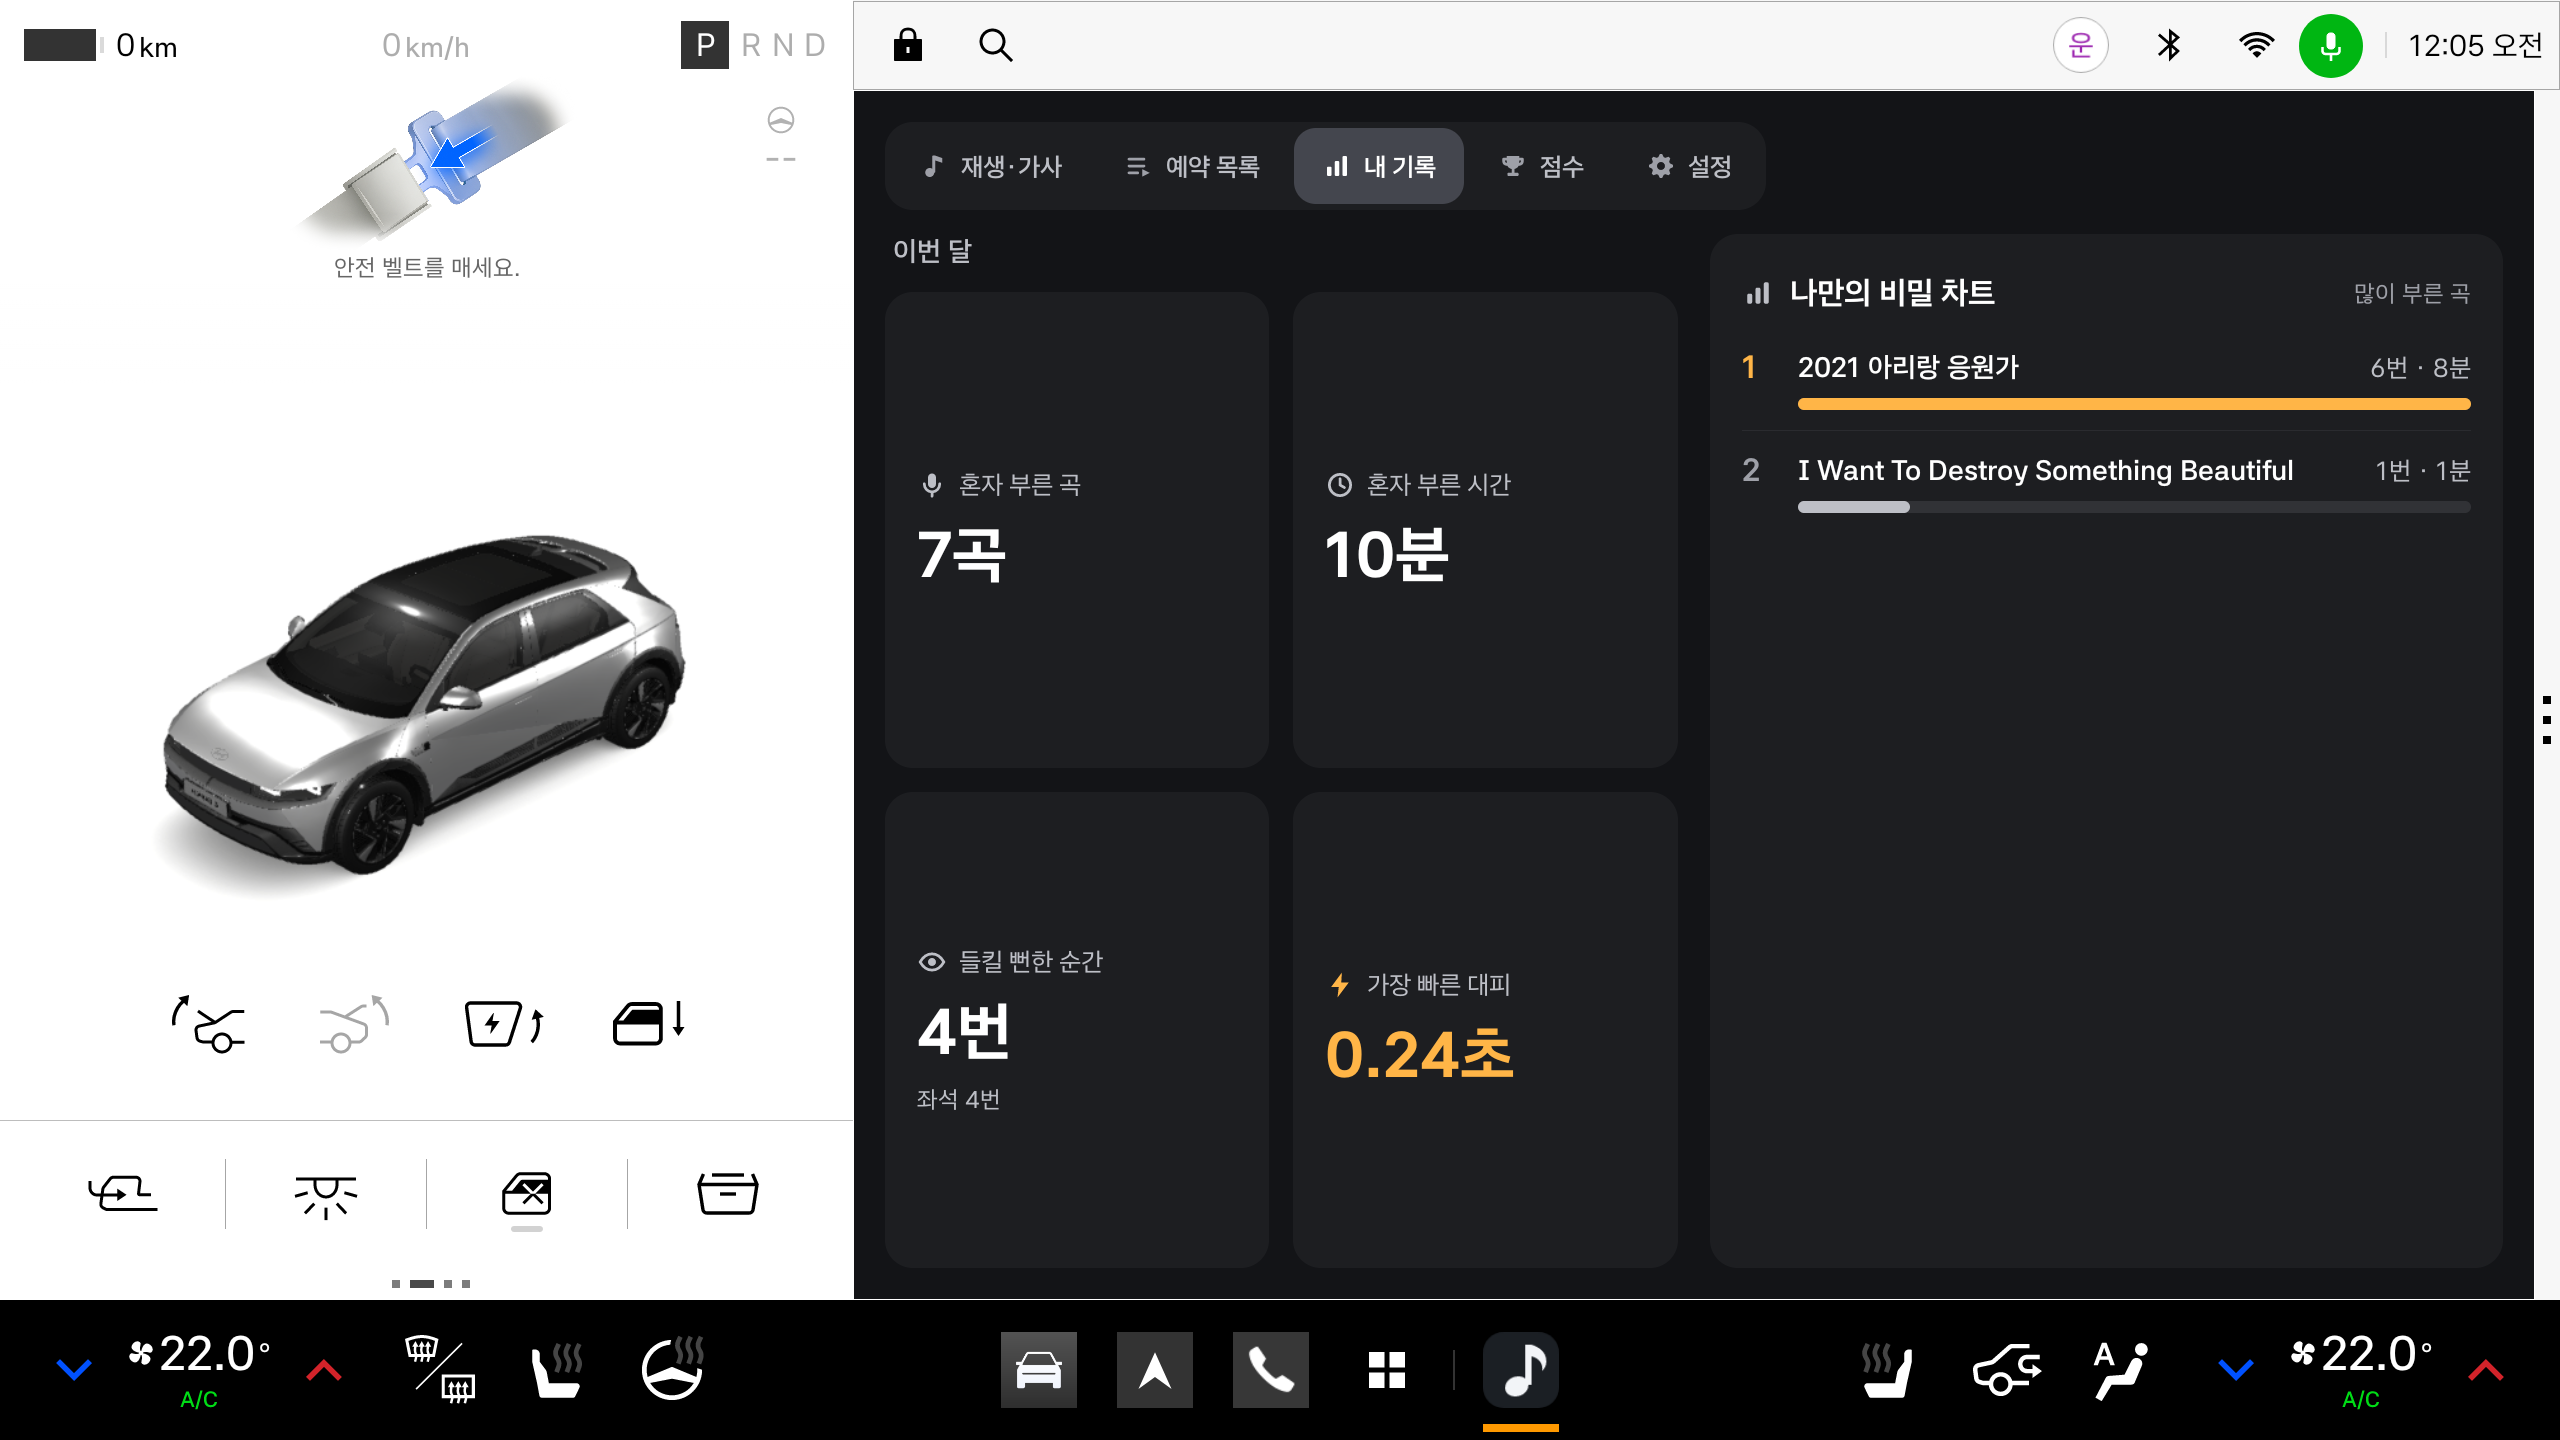 0 km
0 km/h
P R N D
안전 벨트를 매세요.
운
12:05 오전
재생·가사
예약 목록
내 기록
점수
설정
이번 달
혼자 부른 곡
7곡
혼자 부른 시간
10분
들킬 뻔한 순간
4번
좌석 4번
가장 빠른 대피
0.24초
나만의 비밀 차트
많이 부른 곡
1
2021 아리랑 응원가
6번 · 8분
2
I Want To Destroy Something Beautiful
1번 · 1분
22.0°
A/C
A
22.0°
A/C